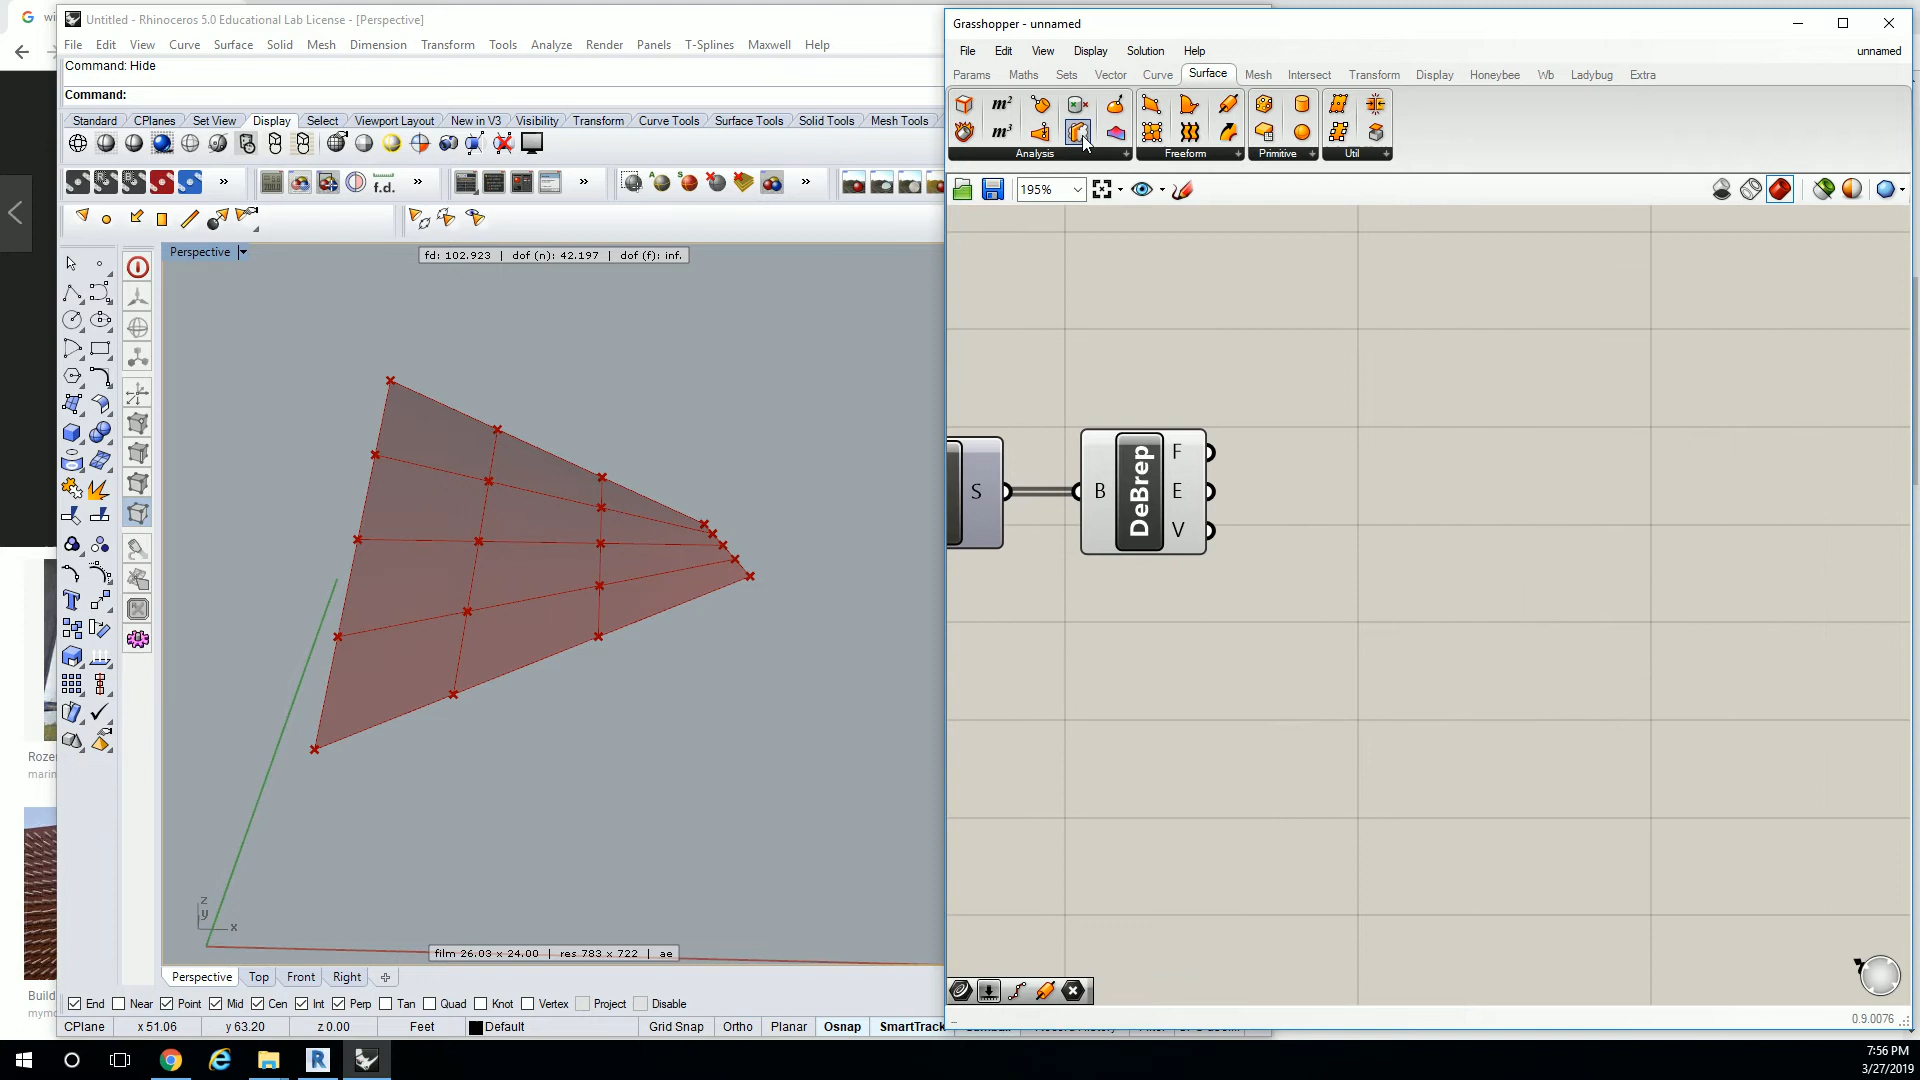 wi
Untitled - Rhinoceros 5.0 Educational Lab License - [Perspective]
File Edit View Curve Surface Solid Mesh Dimension Transform Tools Analyze Render Panels T-Splines Maxwell Help
Command: Hide
Command:
Standard CPlanes Set View Display Select Viewport Layout New in V3 Visibility Transform Curve Tools Surface Tools Solid Tools Mesh Tools
f.d.
Perspective
fd: 102.923 | dof (n): 42.197 | dof (f): inf.
z
y
x
film 26.03 x 24.00 | res 783 x 722 | ae
Perspective Top Front Right
End Near Point Mid Cen Int Perp Tan Quad Knot Vertex Project Disable
CPlane x 51.06 y 63.20 z 0.00 Feet Default Grid Snap Ortho Planar Osnap SmartTrack
Rozer
marin
Build
mymo
Grasshopper - unnamed
File Edit View Display Solution Help unnamed
Params Maths Sets Vector Curve Surface Mesh Intersect Transform Display Honeybee Wb Ladybug Extra
m²
m³
Analysis Freeform Primitive Util
195%
S
B DeBrep F E V
0.9.0076
7:56 PM
3/27/2019